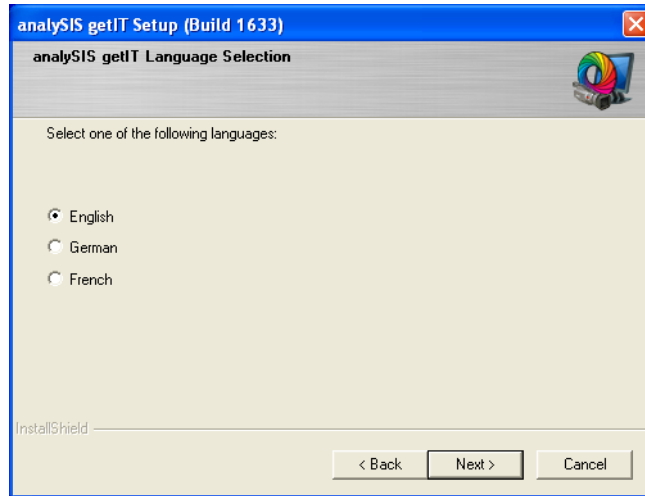 analySIS getIT Setup (Build 1633)
analySIS getIT Language Selection
Select one of the following languages:
English
German
French
InstallShield
< Back Next > Cancel